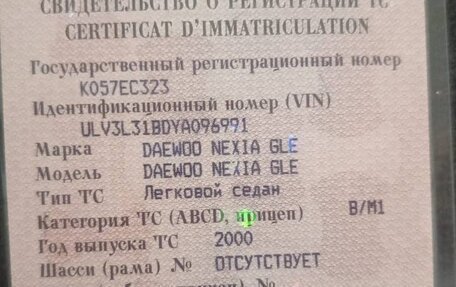 СВИДЕТЕЛЬСТВО О РЕГИСТРАЦИИ ТС
CERTIFICAT D'IMMATRICULATION
Государственный регистрационный номер
К057ЕС323
Идентификационный номер (VIN)
ULV3L31BDYA096991
Марка DAEWOO NEXIA GLE
Модель DAEWOO NEXIA GLE
Тип ТС Легковой седан
Категория ТС (ABCD, прицеп) B/M1
Год выпуска ТС 2000
Шасси (рама) № ОТСУТСТВУЕТ